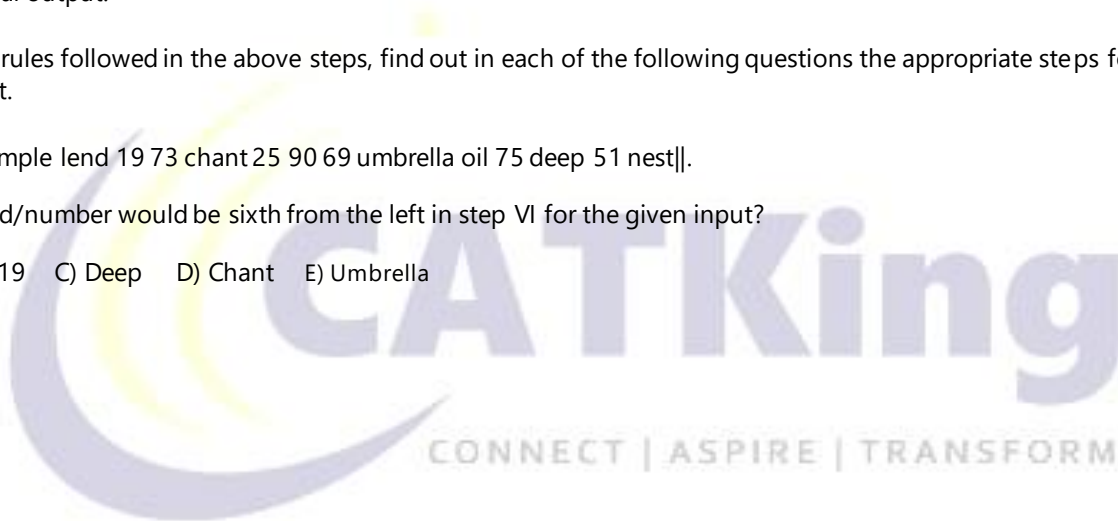 output.
rules followed in the above steps, find out in each of the following questions the appropriate steps
t.
mple lend 19 73 chant 25 90 69 umbrella oil 75 deep 51 nest||.
d/number would be sixth from the left in step VI for the given input?
19 C) Deep D) Chant E) Umbrella
CATKing
CONNECT | ASPIRE | TRANSFORM